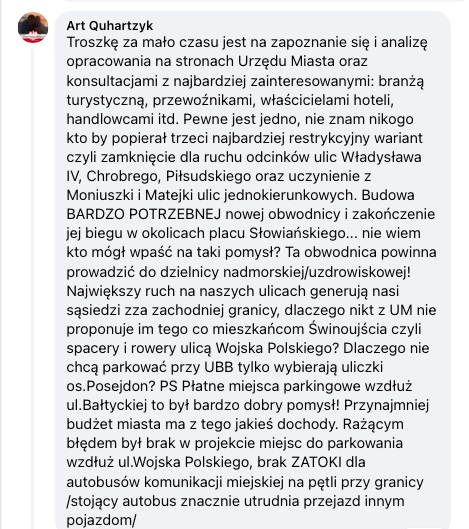 Art Quhartzyk
Troszkę za mało czasu jest na zapoznanie się i analizę
opracowania na stronach Urzędu Miasta oraz
konsultacjami z najbardziej zainteresowanymi: branżą
turystyczną, przewoźnikami, właścicielami hoteli,
handlowcami itd. Pewne jest jedno, nie znam nikogo
kto by popierał trzeci najbardziej restrykcyjny wariant
czyli zamknięcie dla ruchu odcinków ulic Władysława
IV, Chrobrego, Piłsudskiego oraz uczynienie z
Moniuszki i Matejki ulic jednokierunkowych. Budowa
BARDZO POTRZEBNEJ nowej obwodnicy i zakończenie
jej biegu w okolicach placu Słowiańskiego... nie wiem
kto mógł wpaść na taki pomysł? Ta obwodnica powinna
prowadzić do dzielnicy nadmorskiej/uzdrowiskowej!
Największy ruch na naszych ulicach generują nasi
sąsiedzi zza zachodniej granicy, dlaczego nikt z UM nie
proponuje im tego co mieszkańcom Świnoujścia czyli
spacery i rowery ulicą Wojska Polskiego? Dlaczego nie
chcą parkować przy UBB tylko wybierają uliczki
os.Posejdon? PS Płatne miejsca parkingowe wzdłuż
ul.Bałtyckiej to był bardzo dobry pomysł! Przynajmniej
budżet miasta ma z tego jakieś dochody. Rażącym
błędem był brak w projekcie miejsc do parkowania
wzdłuż ul.Wojska Polskiego, brak ZATOKI dla
autobusów komunikacji miejskiej na pętli przy granicy
/stojący autobus znacznie utrudnia przejazd innym
pojazdom/